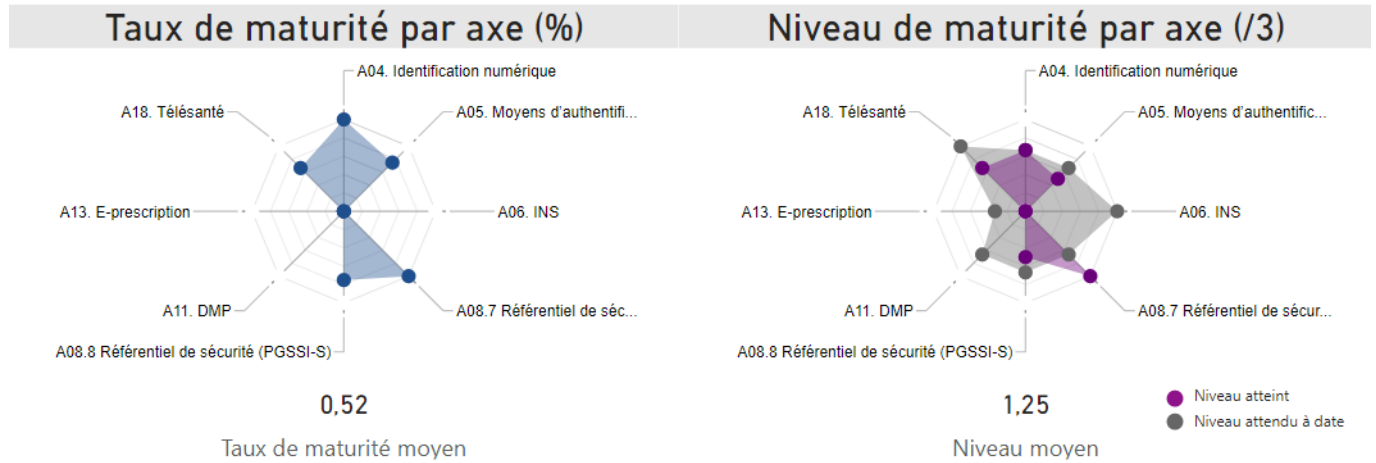 Taux de maturité par axe (%)
A04. Identification numérique
A18. Télésanté
A05. Moyens d'authentifi...
A13. E-prescription
A06. INS
A11. DMP
A08.7 Référentiel de séc...
A08.8 Référentiel de sécurité (PGSSI-S)
0,52
Taux de maturité moyen
Niveau de maturité par axe (/3)
A04. Identification numérique
A18. Télésanté
A05. Moyens d'authentific...
A13. E-prescription
A06. INS
A11. DMP
A08.7 Référentiel de sécur...
A08.8 Référentiel de sécurité (PGSSI-S)
1,25
Niveau moyen
Niveau atteint
Niveau attendu à date